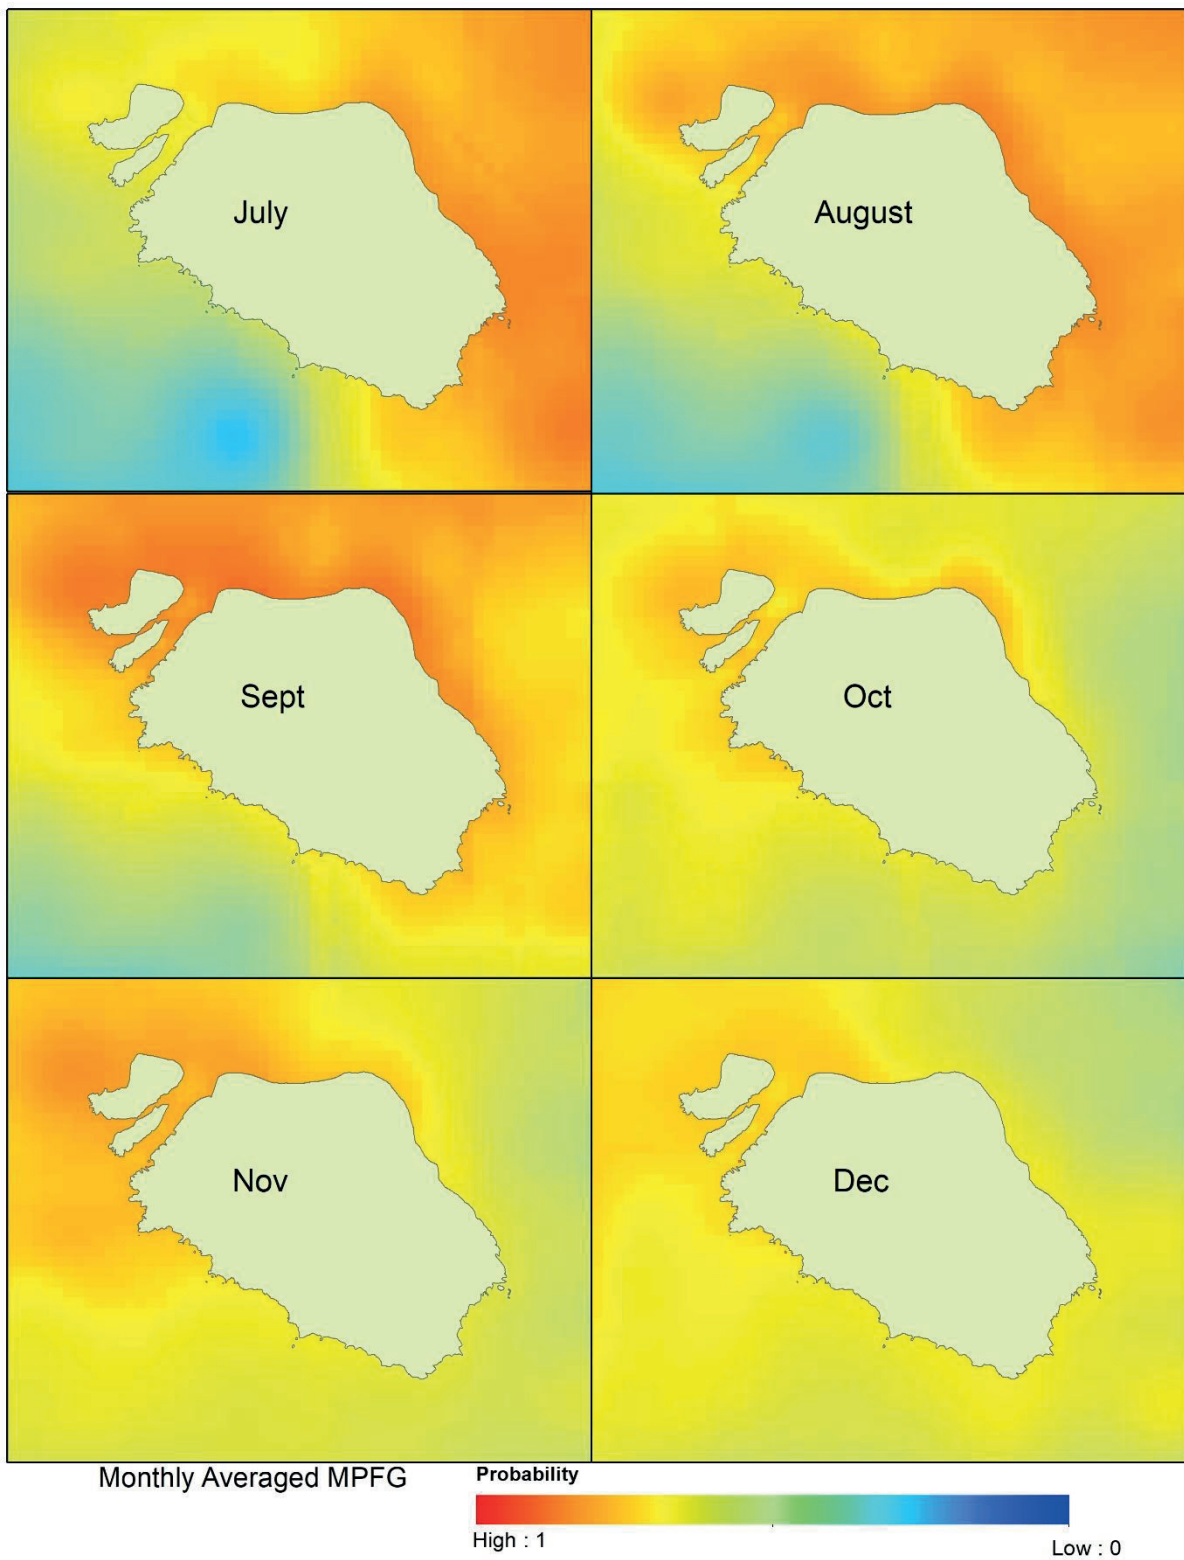 July
August
Sept
Oct
Nov
Dec
Monthly Averaged MPFG
Probability
High : 1
Low : 0